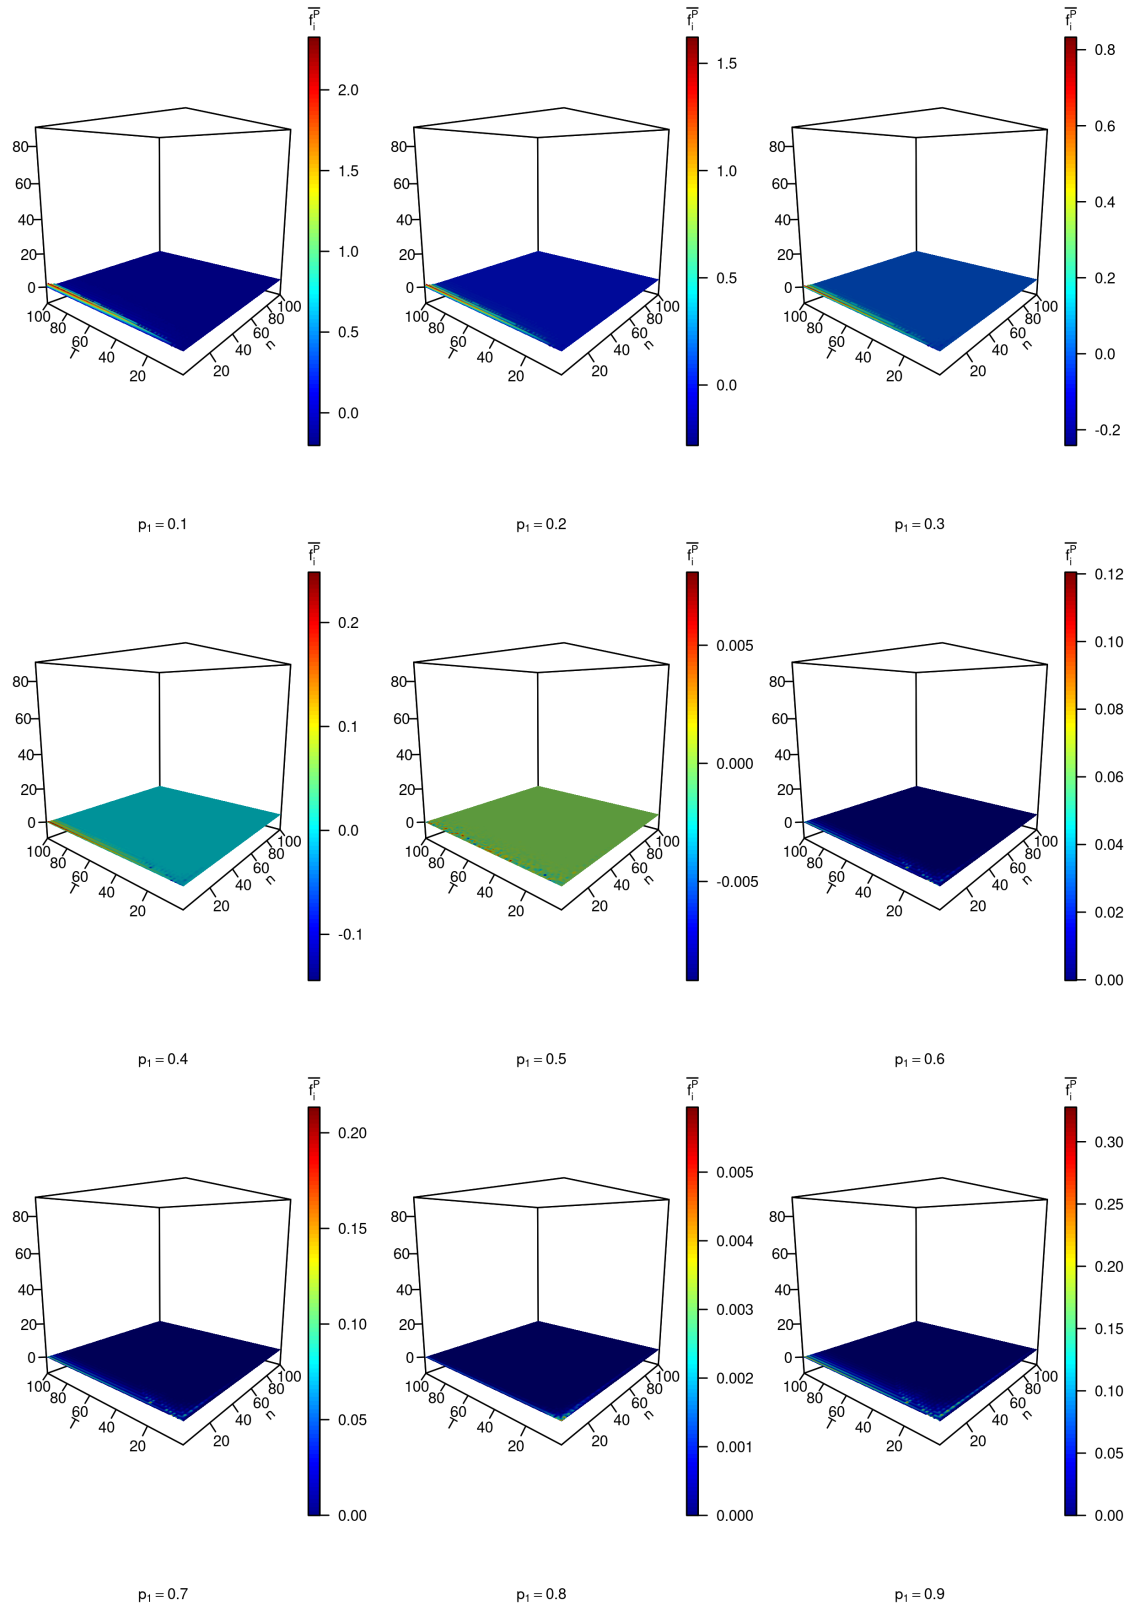 f̅ᵢᴾ f̅ᵢᴾ f̅ᵢᴾ
80 60 40 20 0 100 80 60 40 20 T 20 40 60 80 100 n 2.0 1.5 1.0 0.5 0.0
80 60 40 20 0 100 80 60 40 20 T 20 40 60 80 100 n 1.5 1.0 0.5 0.0
80 60 40 20 0 100 80 60 40 20 T 20 40 60 80 100 n 0.8 0.6 0.4 0.2 0.0 -0.2
p₁ = 0.1 p₁ = 0.2 p₁ = 0.3
f̅ᵢᴾ f̅ᵢᴾ f̅ᵢᴾ
80 60 40 20 0 100 80 60 40 20 T 20 40 60 80 100 n 0.2 0.1 0.0 -0.1
80 60 40 20 0 100 80 60 40 20 T 20 40 60 80 100 n 0.005 0.000 -0.005
80 60 40 20 0 100 80 60 40 20 T 20 40 60 80 100 n 0.12 0.10 0.08 0.06 0.04 0.02 0.00
p₁ = 0.4 p₁ = 0.5 p₁ = 0.6
f̅ᵢᴾ f̅ᵢᴾ f̅ᵢᴾ
80 60 40 20 0 100 80 60 40 20 T 20 40 60 80 100 n 0.20 0.15 0.10 0.05 0.00
80 60 40 20 0 100 80 60 40 20 T 20 40 60 80 100 n 0.005 0.004 0.003 0.002 0.001 0.000
80 60 40 20 0 100 80 60 40 20 T 20 40 60 80 100 n 0.30 0.25 0.20 0.15 0.10 0.05 0.00
p₁ = 0.7 p₁ = 0.8 p₁ = 0.9